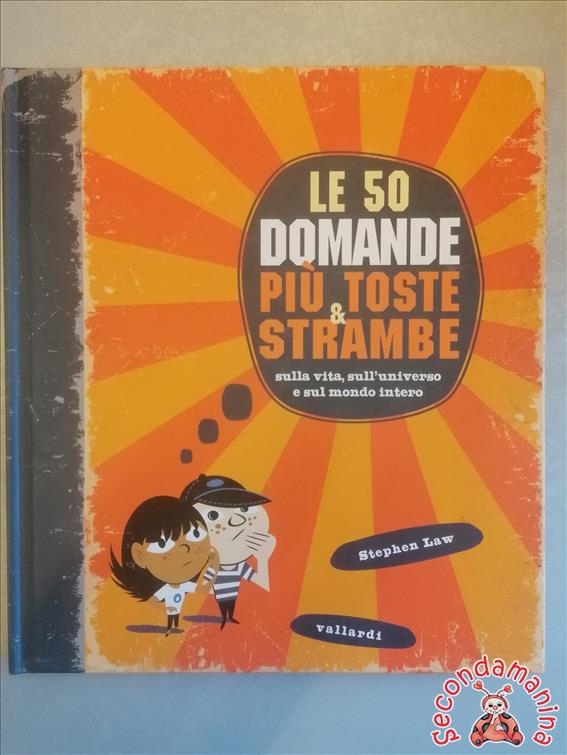 LE 50
DOMANDE
PIÙ TOSTE
&
STRAMBE
sulla vita, sull'universo
e sul mondo intero
Stephen Law
vallardi
Secondamanina